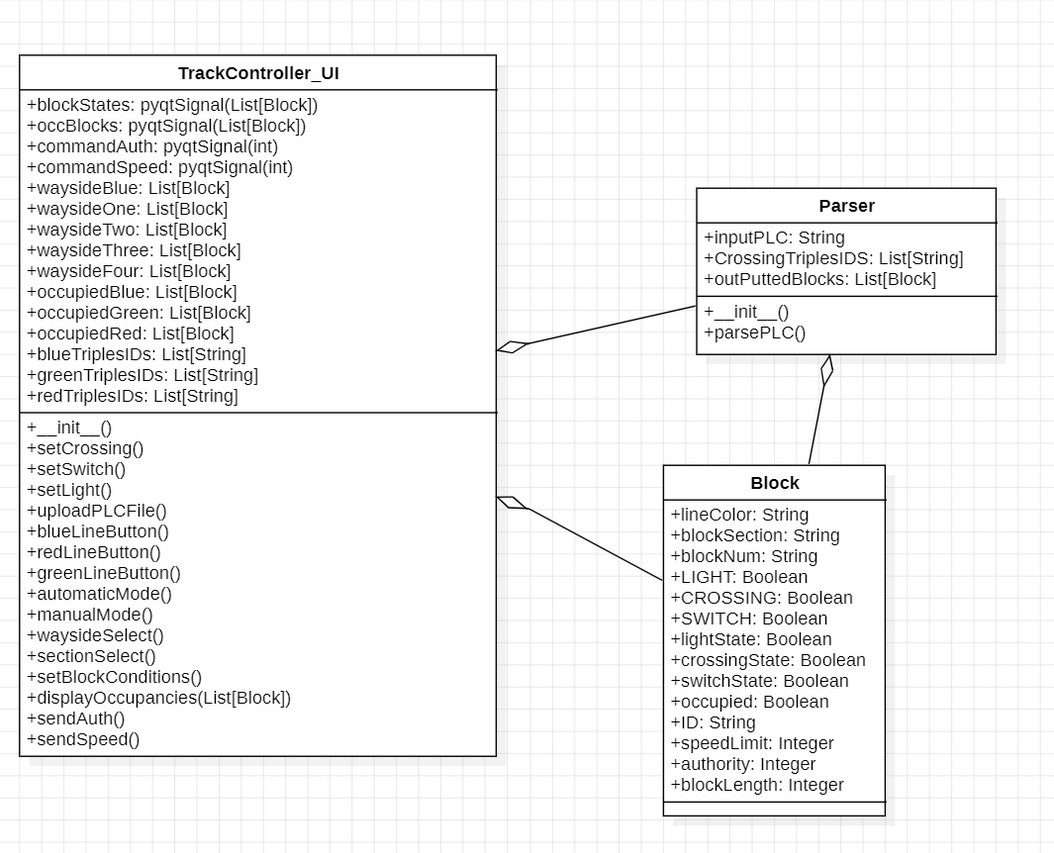 TrackController_UI
+blockStates: pyqtSignal(List[Block])
+occBlocks: pyqtSignal(List[Block])
+commandAuth: pyqtSignal(int)
+commandSpeed: pyqtSignal(int)
+waysideBlue: List[Block]
+waysideOne: List[Block]
+waysideTwo: List[Block]
+waysideThree: List[Block]
+waysideFour: List[Block]
+occupiedBlue: List[Block]
+occupiedGreen: List[Block]
+occupiedRed: List[Block]
+blueTriplesIDs: List[String]
+greenTriplesIDs: List[String]
+redTriplesIDs: List[String]
+__init__()
+setCrossing()
+setSwitch()
+setLight()
+uploadPLCFile()
+blueLineButton()
+redLineButton()
+greenLineButton()
+automaticMode()
+manualMode()
+waysideSelect()
+sectionSelect()
+setBlockConditions()
+displayOccupancies(List[Block])
+sendAuth()
+sendSpeed()
Parser
+inputPLC: String
+CrossingTriplesIDS: List[String]
+outPuttedBlocks: List[Block]
+__init__()
+parsePLC()
Block
+lineColor: String
+blockSection: String
+blockNum: String
+LIGHT: Boolean
+CROSSING: Boolean
+SWITCH: Boolean
+lightState: Boolean
+crossingState: Boolean
+switchState: Boolean
+occupied: Boolean
+ID: String
+speedLimit: Integer
+authority: Integer
+blockLength: Integer